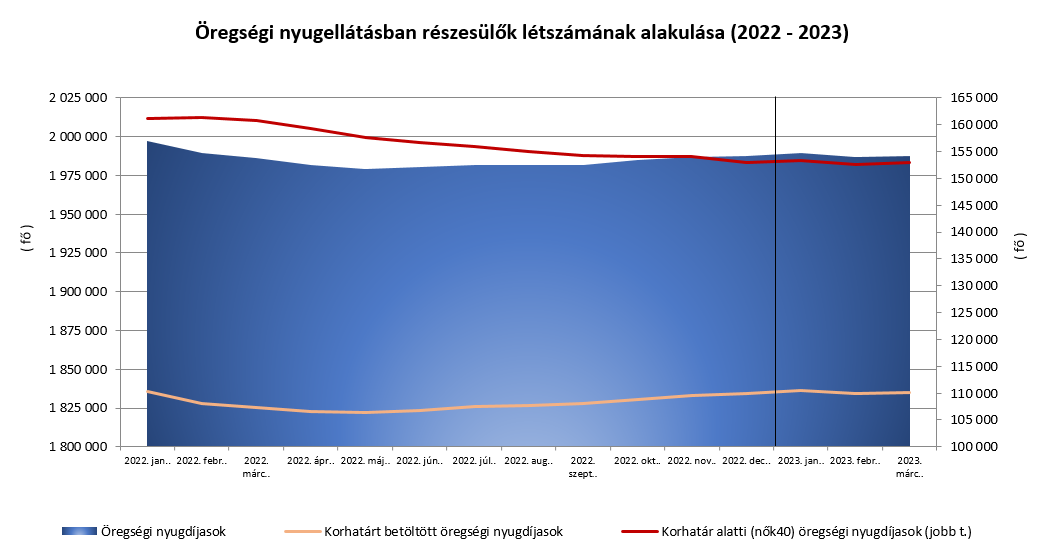 Öregségi nyugellátásban részesülők létszámának alakulása (2022 - 2023)
2 025 000
2 000 000
1 975 000
1 950 000
1 925 000
1 900 000
1 875 000
1 850 000
1 825 000
1 800 000
( fő )
165 000
160 000
155 000
150 000
145 000
140 000
135 000
130 000
125 000
120 000
115 000
110 000
105 000
100 000
( fő )
2022. jan..
2022. febr..
2022.
márc..
2022. ápr..
2022. máj..
2022. jún..
2022. júl..
2022. aug..
2022.
szept..
2022. okt..
2022. nov..
2022. dec..
2023. jan..
2023. febr..
2023.
márc..
Öregségi nyugdíjasok
Korhatárt betöltött öregségi nyugdíjasok
Korhatár alatti (nők40) öregségi nyugdíjasok (jobb t.)